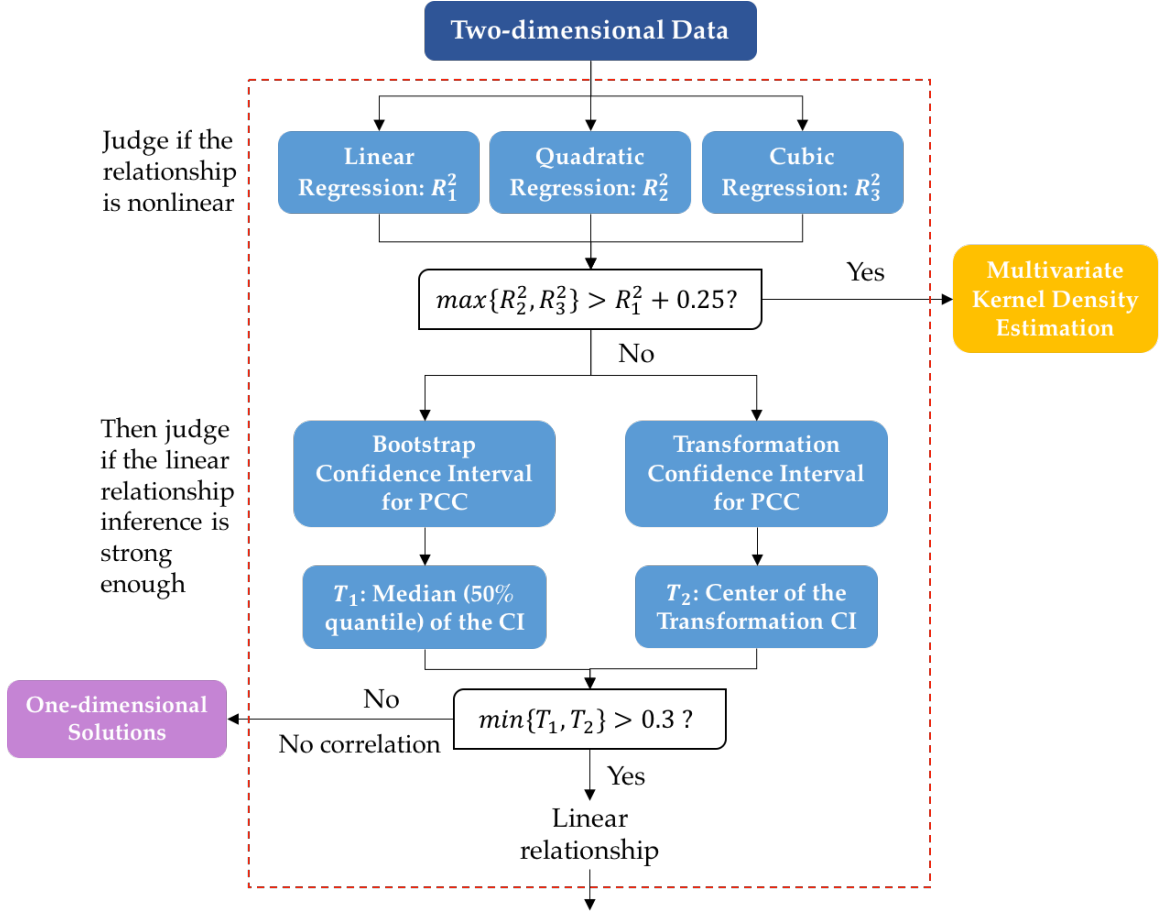 Two-dimensional Data
Judge if the
relationship
is nonlinear
Linear
Regression: R₁²
Quadratic
Regression: R₂²
Cubic
Regression: R₃²
max{R₂², R₃²} > R₁² + 0.25?
Yes
Multivariate
Kernel Density
Estimation
No
Then judge
if the linear
relationship
inference is
strong
enough
Bootstrap
Confidence Interval
for PCC
Transformation
Confidence Interval
for PCC
T₁: Median (50%
quantile) of the CI
T₂: Center of the
Transformation CI
One-dimensional
Solutions
No
No correlation
min{T₁, T₂} > 0.3 ?
Yes
Linear
relationship